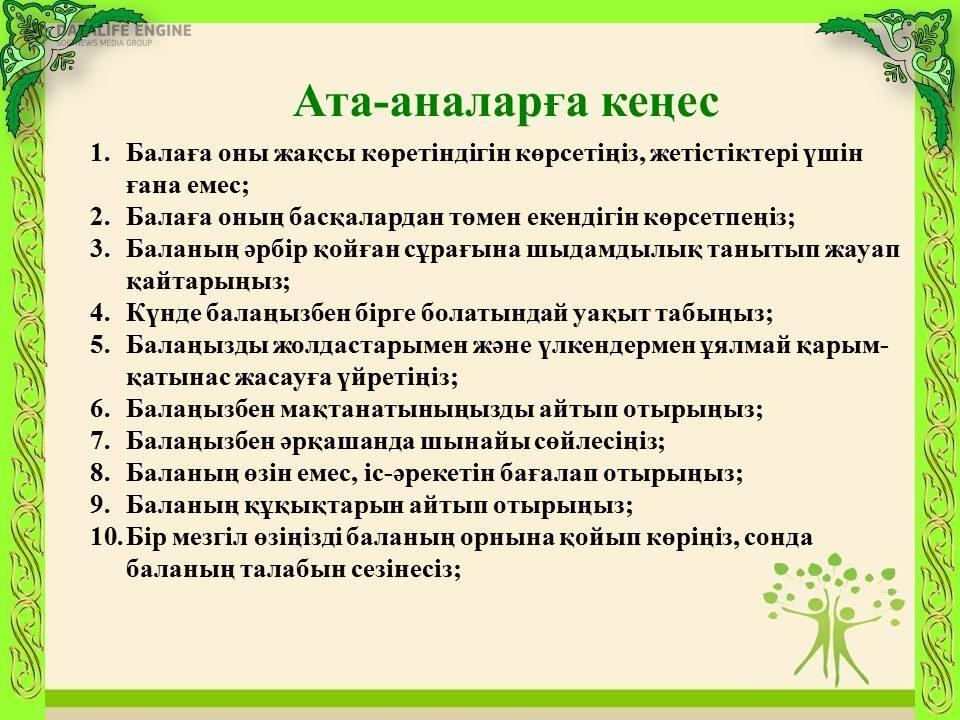 DATALIFE ENGINE
SOFTNEWS MEDIA GROUP
Ата-аналарға кеңес
1. Балаға оны жақсы көретіндігін көрсетіңіз, жетістіктері үшін
ғана емес;
2. Балаға оның басқалардан төмен екендігін көрсетпеңіз;
3. Баланың әрбір қойған сұрағына шыдамдылық танытып жауап
қайтарыңыз;
4. Күнде балаңызбен бірге болатындай уақыт табыңыз;
5. Балаңызды жолдастарымен және үлкендермен ұялмай қарым-
қатынас жасауға үйретіңіз;
6. Балаңызбен мақтанатыныңызды айтып отырыңыз;
7. Балаңызбен әрқашанда шынайы сөйлесіңіз;
8. Баланың өзін емес, іс-әрекетін бағалап отырыңыз;
9. Баланың құқықтарын айтып отырыңыз;
10. Бір мезгіл өзіңізді баланың орнына қойып көріңіз, сонда
баланың талабын сезінесіз;